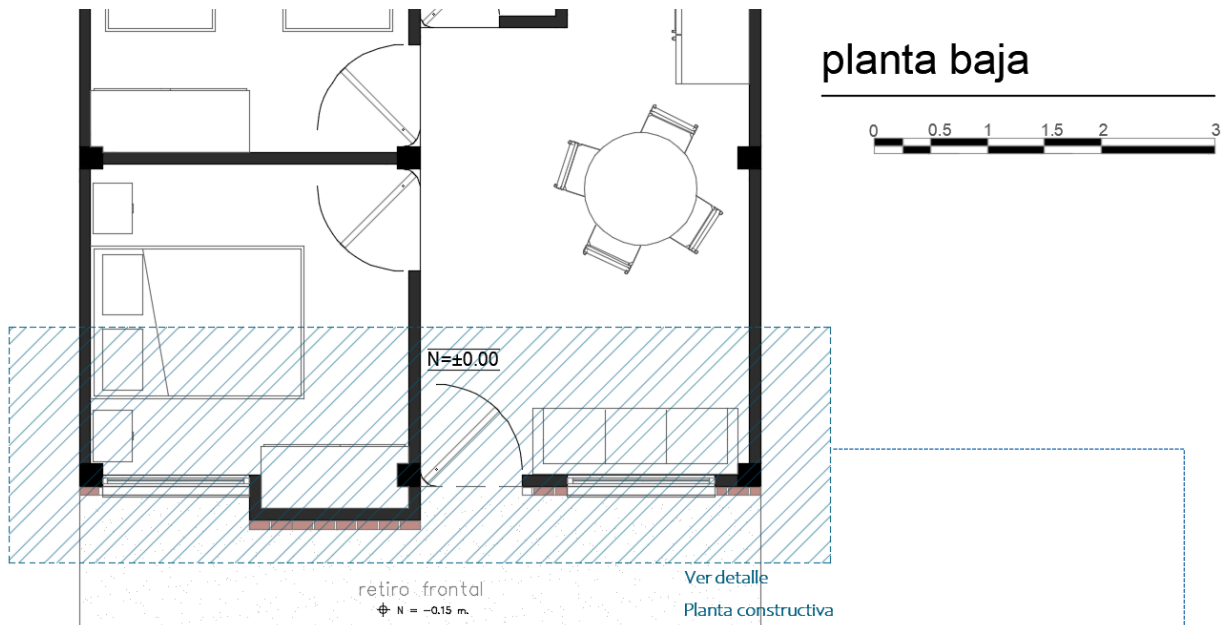 planta baja
0 0.5 1 1.5 2 3
N=±0.00
Ver detalle
retiro frontal
N = -0.15 m.
Planta constructiva